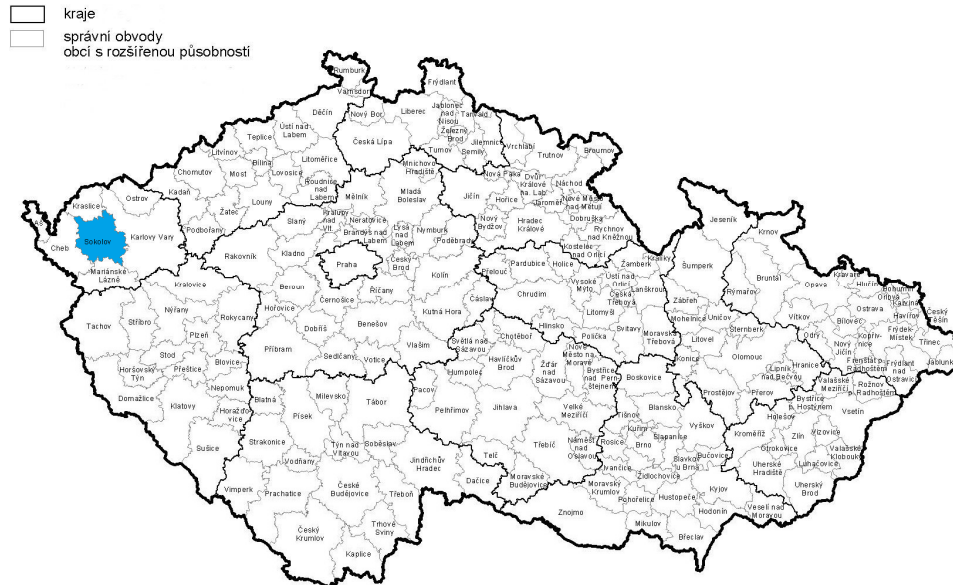 kraje
správní obvody
obcí s rozšířenou působností
Rumburk
Varnsdorf
Frýdlant
Děčín
Nový Bor
Liberec
Jablonec
nad
Nisou
Tanvald
Železný
Brod
Ústí nad
Labem
Teplice
Česká Lípa
Turnov
Semily
Jilemnice
Vrchlabí
Trutnov
Broumov
Litvínov
Bílina
Litoměřice
Mnichovo
Hradiště
Nová Paka
Dvůr
Králové
na. Lab.
Náchod
Chomutov
Most
Lovosice
Roudnice
nad
Labem
Mělník
Mladá
Boleslav
Jičín
Hořice
Jaroměř
Nové Město
nad Metují
Kraslice
Ostrov
Kadaň
Žatec
Louny
Slaný
Kralupy
nad
Vlt.
Neratovice
Brandýs nad
Labem
Lysá
nad
Labem
Nymburk
Poděbrady
Nový
Bydžov
Hradec
Králové
Dobruška
Rychnov
nad Kněžnou
Kostelec
nad Orlicí
Jeseník
Krnov
Aš
Cheb
Sokolov
Karlovy Vary
Podbořany
Rakovník
Kladno
Praha
Český
Brod
Kolín
Přelouč
Pardubice
Holice
Žamberk
Králíky
Šumperk
Bruntál
Rýmařov
Opava
Kravaře
Hlučín
Bohumín
Orlová
Karviná
Havířov
Český
Těšín
Mariánské
Lázně
Kralovice
Beroun
Černošice
Říčany
Kutná Hora
Čáslav
Chrudim
Vysoké
Mýto
Ústí nad
Orlicí
Česká
Třebová
Lanškroun
Zábřeh
Mohelnice
Uničov
Šternberk
Vítkov
Bílovec
Ostrava
Frýdek
Místek
Třinec
Jablunkov
Tachov
Stříbro
Nýřany
Plzeň
Rokycany
Hořovice
Dobříš
Benešov
Vlašim
Světlá nad
Sázavou
Chotěboř
Hlinsko
Litomyšl
Polička
Svitavy
Moravská
Třebová
Litovel
Konice
Olomouc
Odry
Nový
Jičín
Kopřiv-
nice
Frenštát p.
Radhoštěm
Frýdlant
nad
Ostravicí
Stod
Přeštice
Blovice
Příbram
Sedlčany
Votice
Humpolec
Havlíčkův
Brod
Žďár
nad
Sázavou
Nové
Město na.
Moravě
Bystřice
nad Pern-
štejnem
Boskovice
Prostějov
Přerov
Lipník
nad Bečvou
Hranice
Valašské
Meziříčí
Rožnov
p. Radhoštěm
Horšovský
Týn
Domažlice
Klatovy
Nepomuk
Horažďo-
vice
Sušice
Blatná
Písek
Milevsko
Tábor
Pacov
Pelhřimov
Jihlava
Velké
Meziříčí
Tišnov
Kuřim
Blansko
Vyškov
Kroměříž
Holešov
Bystřice
p. Hostýnem
Vsetín
Strakonice
Vodňany
Týn nad
Vltavou
Soběslav
Jindřichův
Hradec
Telč
Třebíč
Náměšť
nad
Oslavou
Rosice
Brno
Šlapanice
Slavkov
u Brna
Bučovice
Otrokovice
Zlín
Vizovice
Valašské
Klobouky
Luhačovice
Uherské
Hradiště
Uherský
Brod
Vimperk
Prachatice
České
Budějovice
Třeboň
Dačice
Moravské
Budějovice
Ivančice
Moravský
Krumlov
Židlochovice
Pohořelice
Hustopeče
Kyjov
Hodonín
Veselí nad
Moravou
Český
Krumlov
Trhové
Sviny
Kaplice
Znojmo
Mikulov
Břeclav